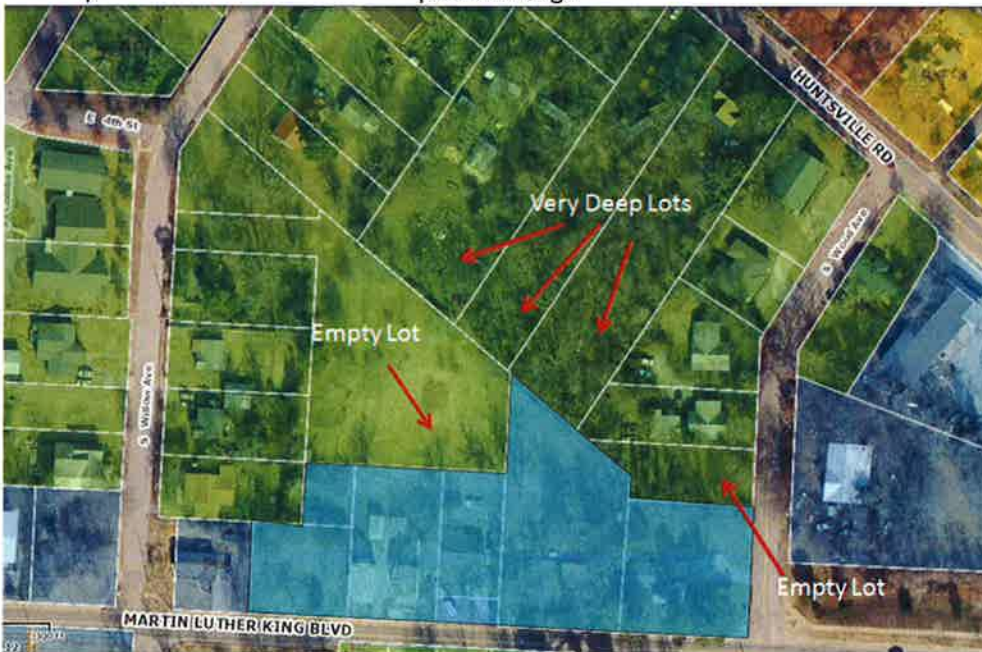 E 4th St
HUNTSVILLE RD
Very Deep Lots
S Wood Ave
Empty Lot
S Willow Ave
Empty Lot
MARTIN LUTHER KING BLVD